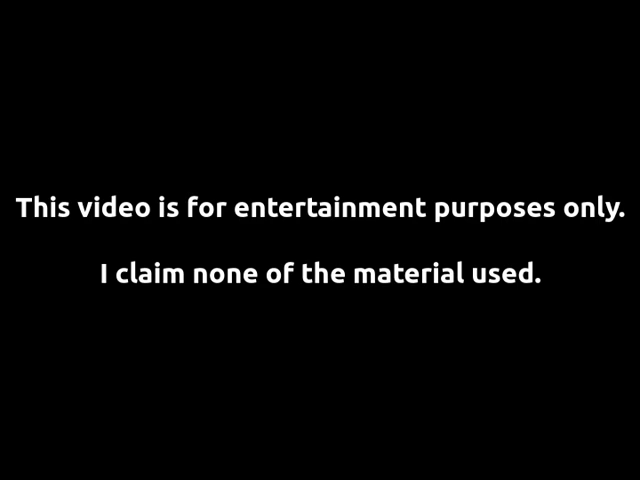 This video is for entertainment purposes only.
I claim none of the material used.